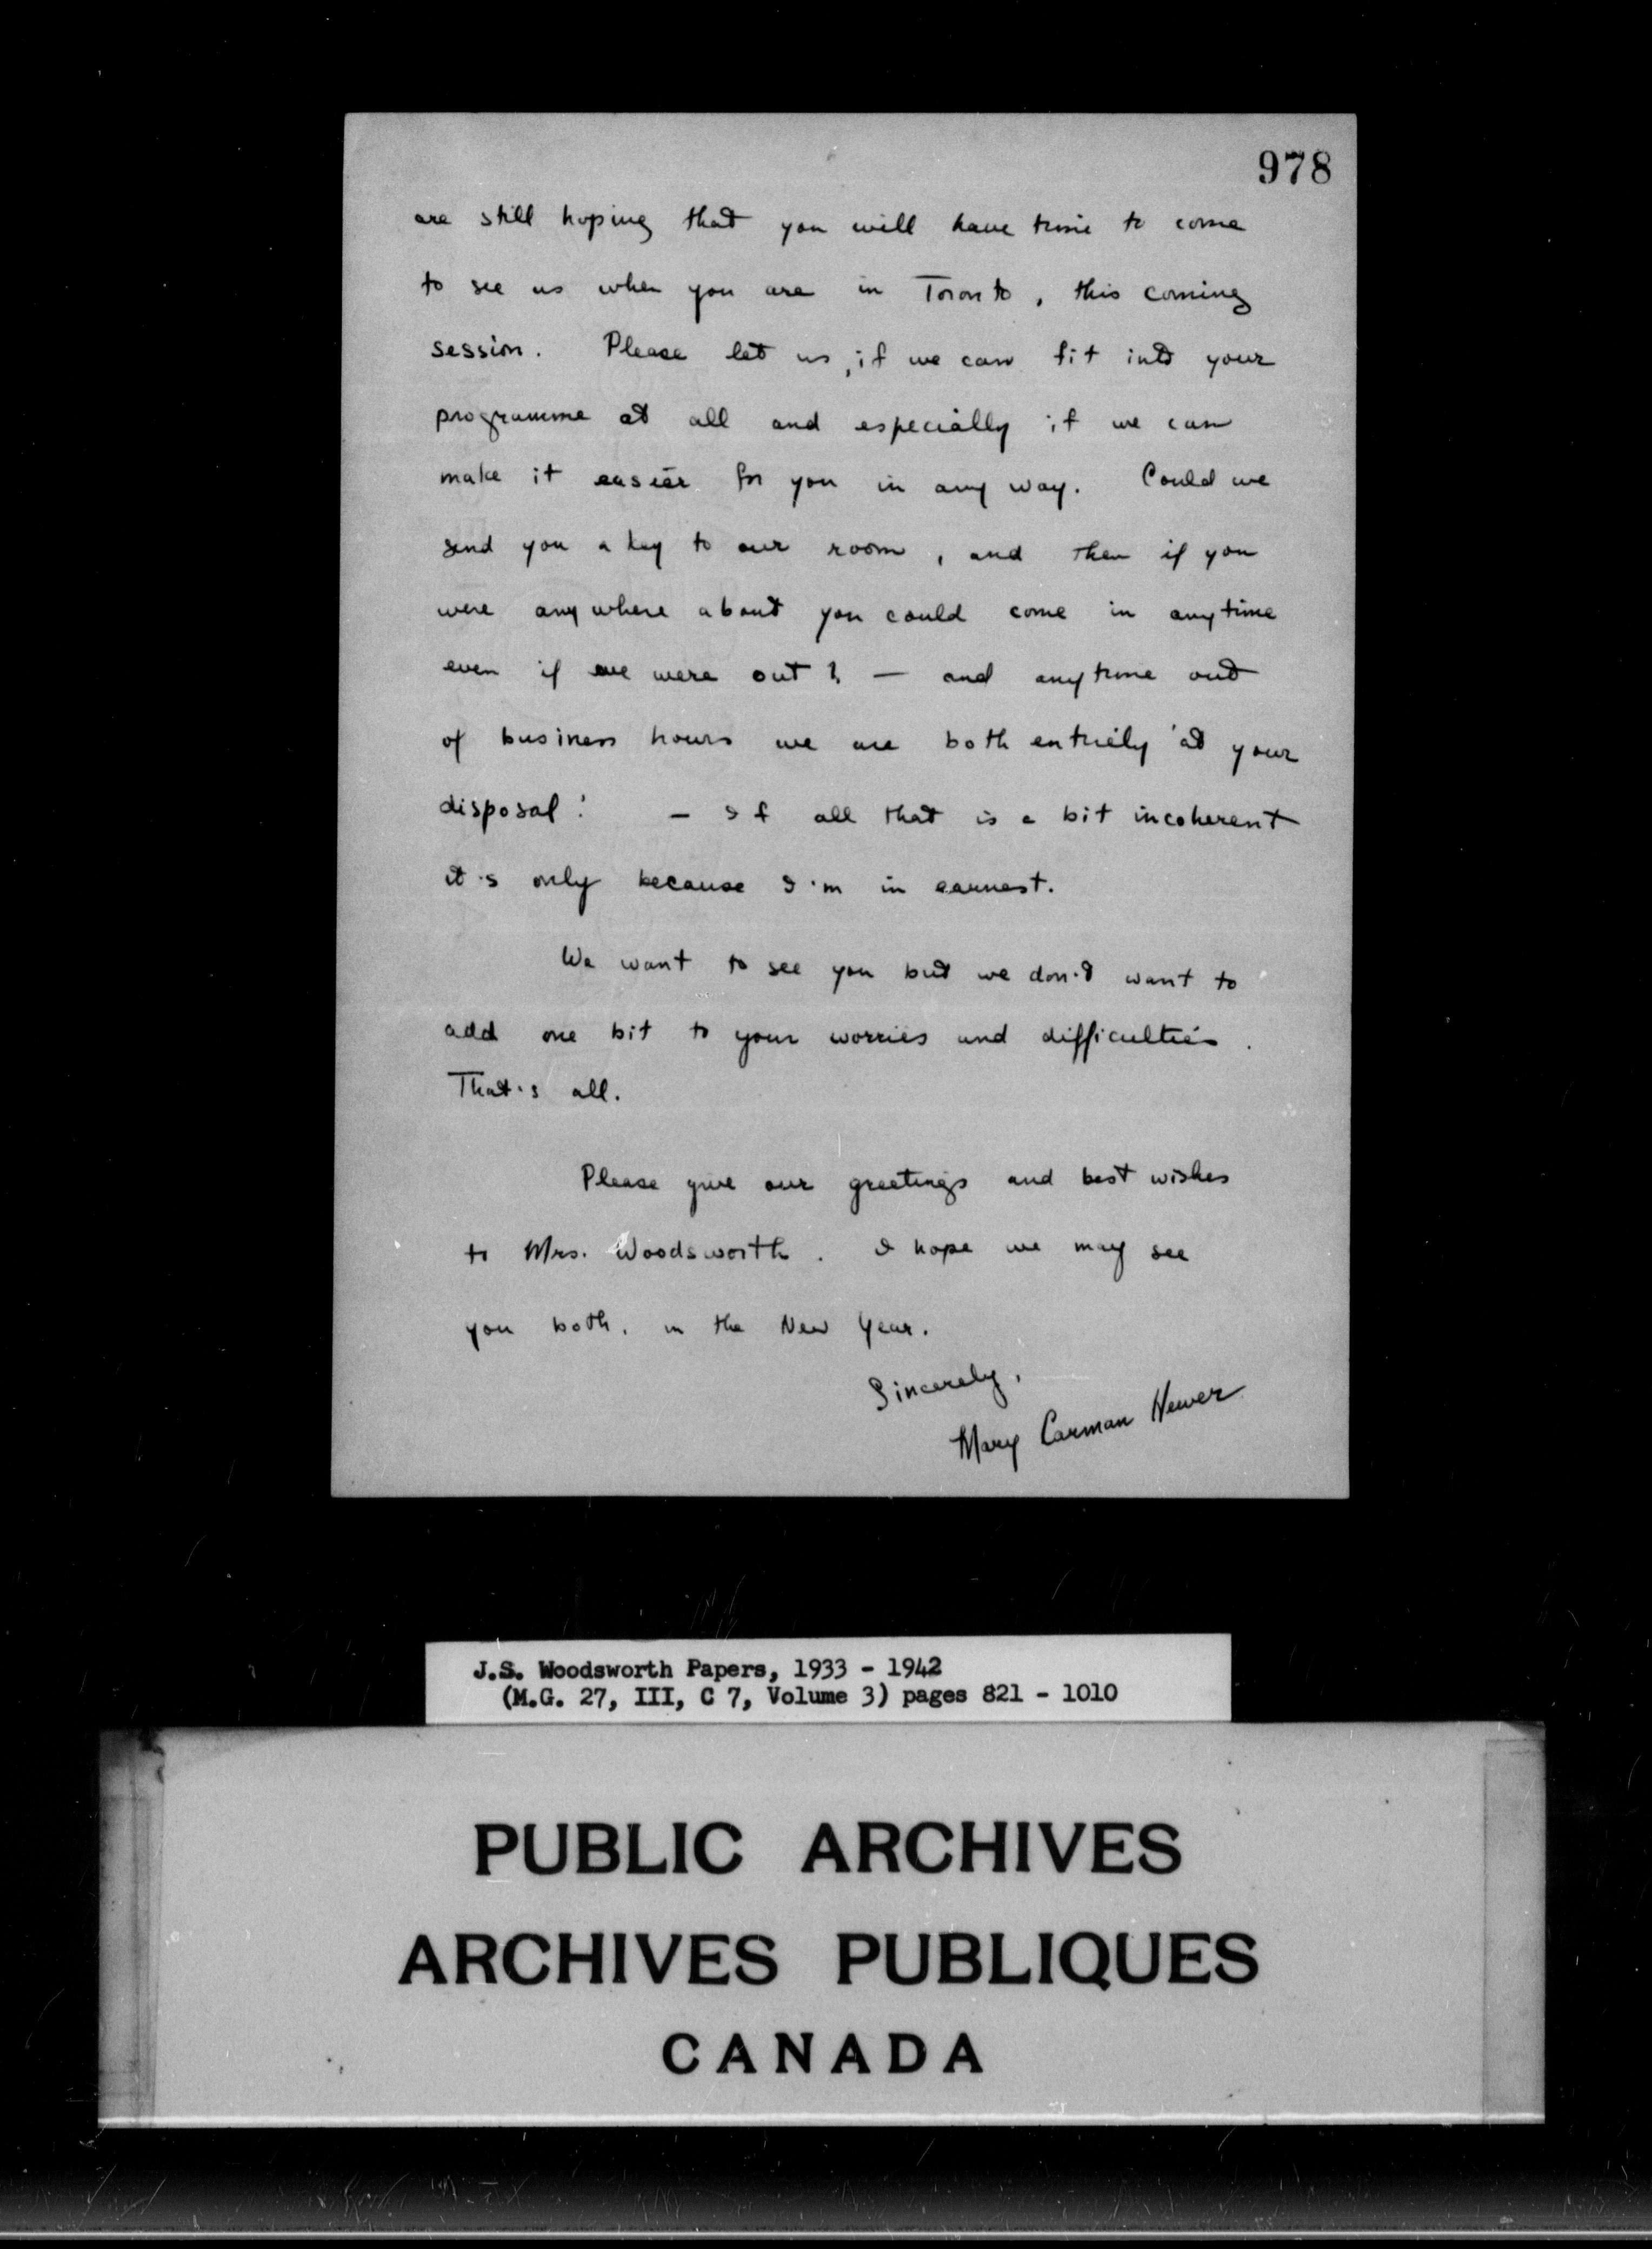 978
are still hoping that you will have time to come
to see us when you are in Toronto, this coming
session. Please let us, if we can fit into your
programme at all and especially if we can
make it easier for you in any way. Could we
send you a key to our room, and then if you
were anywhere about you could come in anytime
even if we were out? — and anytime out
of business hours we are both entirely at your
disposal! — If all that is a bit incoherent
it's only because I'm in earnest.
We want to see you but we don't want to
add one bit to your worries and difficulties.
That's all.
Please give our greetings and best wishes
to Mrs. Woodsworth. I hope we may see
you both, in the New Year.
Sincerely,
Mary Carman Hewer
J.S. Woodsworth Papers, 1933 - 1942
(M.G. 27, III, C 7, Volume 3) pages 821 - 1010
PUBLIC ARCHIVES
ARCHIVES PUBLIQUES
CANADA